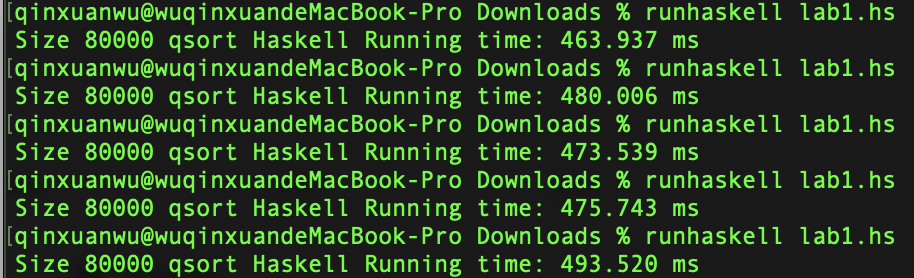 [qinxuanwu@wuqinxuandeMacBook-Pro Downloads % runhaskell lab1.hs
Size 80000 qsort Haskell Running time: 463.937 ms
[qinxuanwu@wuqinxuandeMacBook-Pro Downloads % runhaskell lab1.hs
Size 80000 qsort Haskell Running time: 480.006 ms
[qinxuanwu@wuqinxuandeMacBook-Pro Downloads % runhaskell lab1.hs
Size 80000 qsort Haskell Running time: 473.539 ms
[qinxuanwu@wuqinxuandeMacBook-Pro Downloads % runhaskell lab1.hs
Size 80000 qsort Haskell Running time: 475.743 ms
[qinxuanwu@wuqinxuandeMacBook-Pro Downloads % runhaskell lab1.hs
Size 80000 qsort Haskell Running time: 493.520 ms